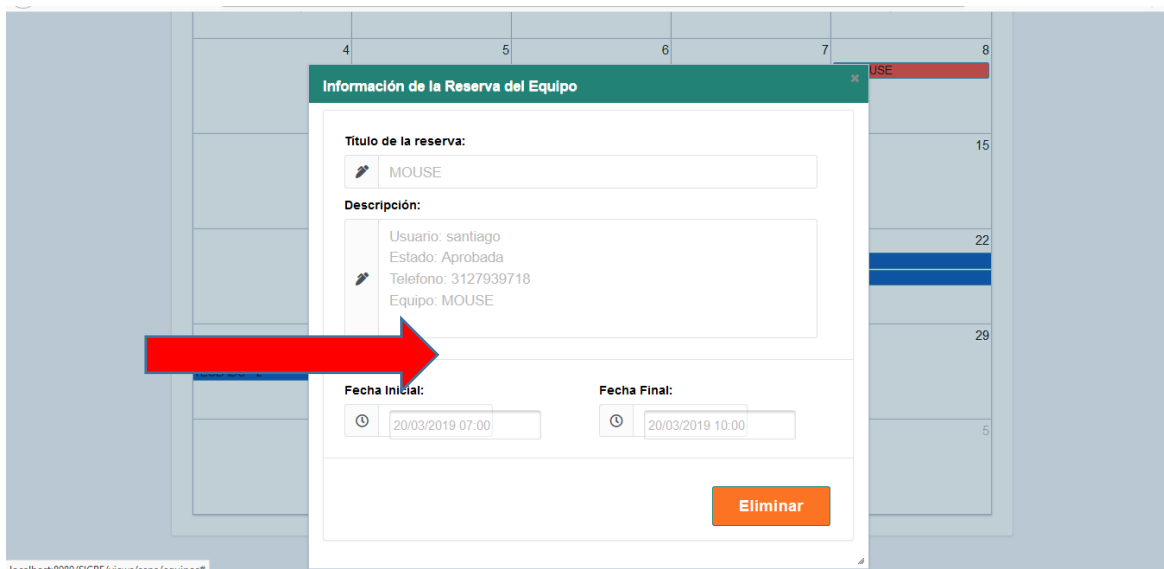 4 5 6 7 8
USE
Información de la Reserva del Equipo ×
Título de la reserva:
15
MOUSE
Descripción:
Usuario: santiago
22
Estado: Aprobada
Telefono: 3127939718
Equipo: MOUSE
29
Fecha Inicial: Fecha Final:
20/03/2019 07:00 20/03/2019 10:00
5
Eliminar